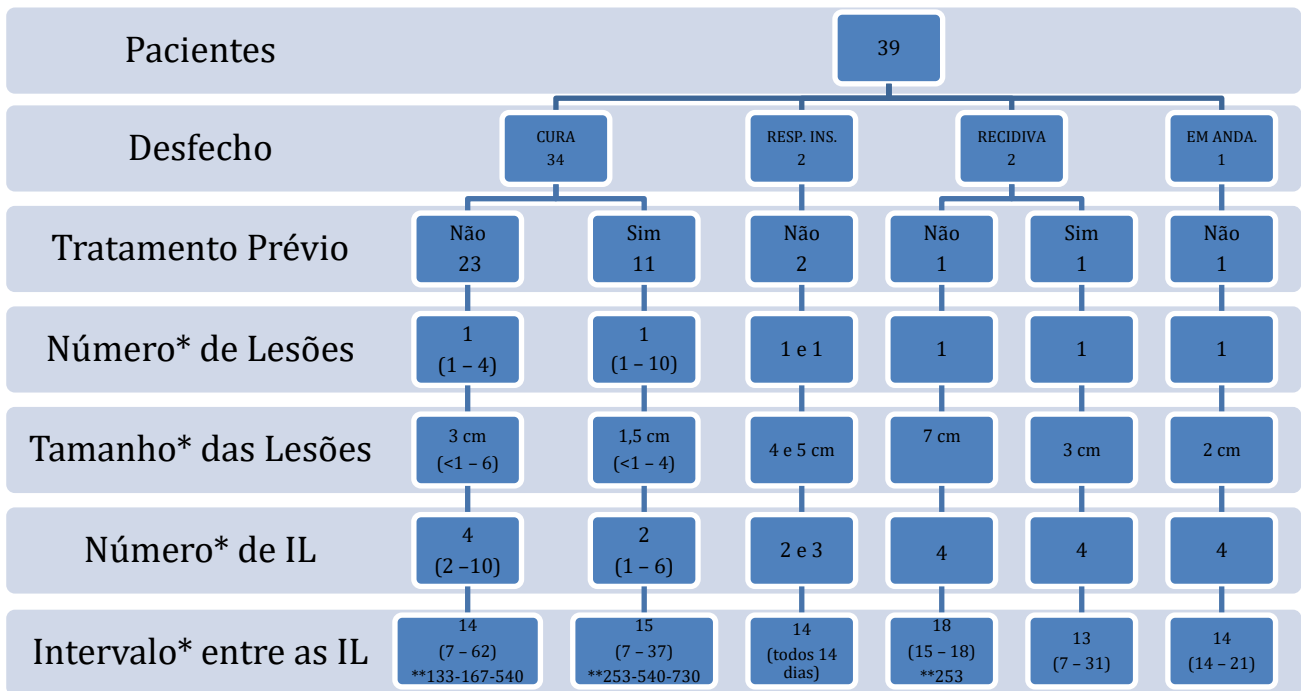 Pacientes
39
Desfecho
CURA
34
RESP. INS.
2
RECIDIVA
2
EM ANDA.
1
Tratamento Prévio
Não
23
Sim
11
Não
2
Não
1
Sim
1
Não
1
Número* de Lesões
1
(1 – 4)
1
(1 – 10)
1 e 1
1
1
1
Tamanho* das Lesões
3 cm
(<1 – 6)
1,5 cm
(<1 – 4)
4 e 5 cm
7 cm
3 cm
2 cm
Número* de IL
4
(2 –10)
2
(1 – 6)
2 e 3
4
4
4
Intervalo* entre as IL
14
(7 – 62)
**133-167-540
15
(7 – 37)
**253-540-730
14
(todos 14
dias)
18
(15 – 18)
**253
13
(7 – 31)
14
(14 – 21)